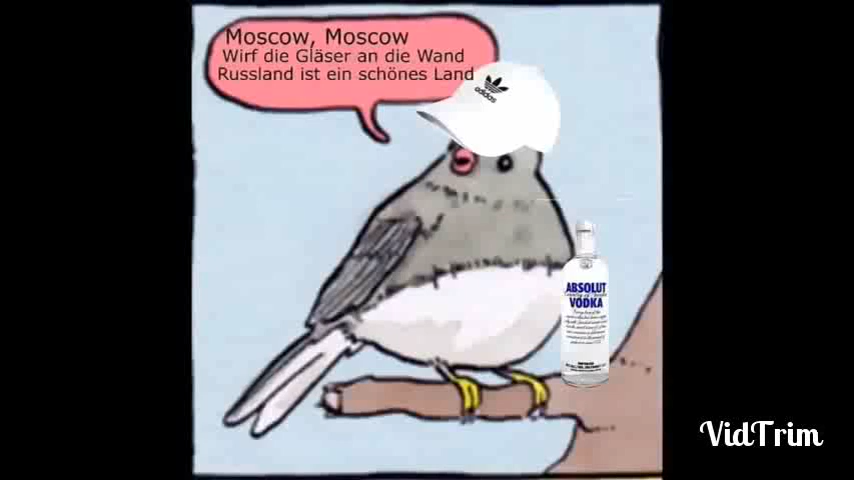 Moscow, Moscow
Wirf die Gläser an die Wand
Russland ist ein schönes Land
adidas
ABSOLUT
VODKA
VidTrim